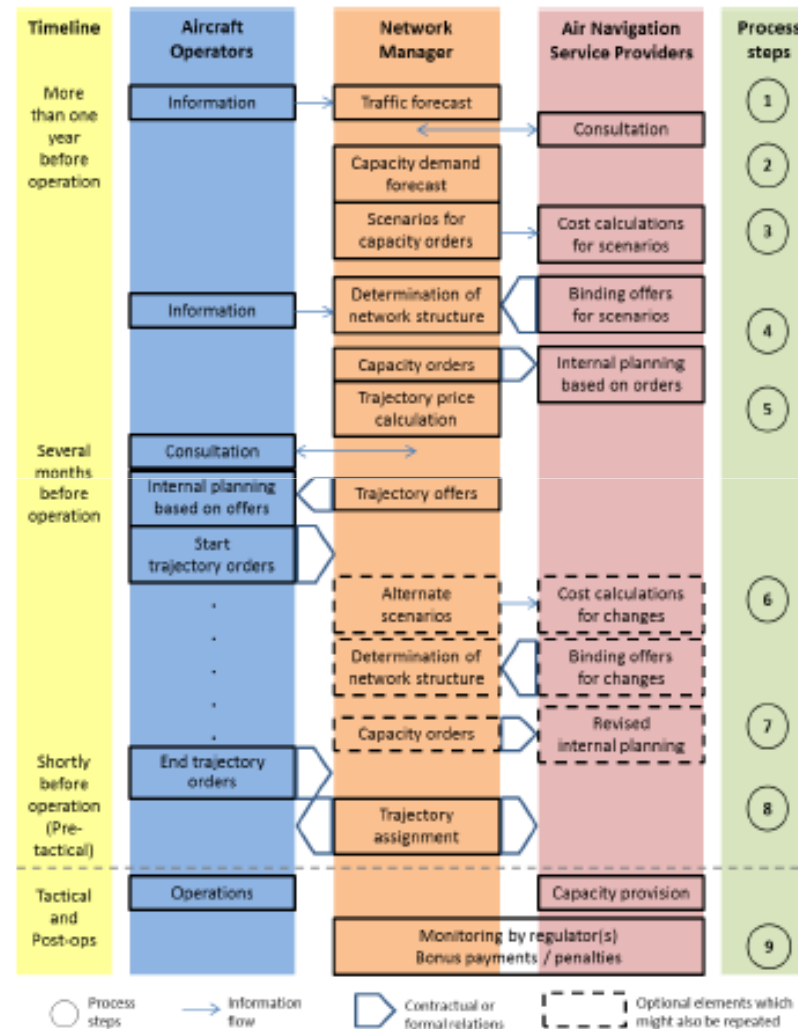 Timeline
Aircraft
Operators
Network
Manager
Air Navigation
Service Providers
Process
steps
More
than one
year
before
operation
Information
Traffic forecast
1
Consultation
Capacity demand
forecast
2
Scenarios for
capacity orders
Cost calculations
for scenarios
3
Information
Determination of
network structure
Binding offers
for scenarios
4
Capacity orders
Internal planning
based on orders
Trajectory price
calculation
5
Several
months
before
operation
Consultation
Internal planning
based on offers
Trajectory offers
Start
trajectory orders
Alternate
scenarios
Cost calculations
for changes
6
Determination of
network structure
Binding offers
for changes
Capacity orders
Revised
internal planning
7
Shortly
before
operation
(Pre-
tactical)
End trajectory
orders
Trajectory
assignment
8
Tactical
and
Post-ops
Operations
Capacity provision
Monitoring by regulator(s)
Bonus payments / penalties
9
Process
steps
Information
flow
Contractual or
formal relations
Optional elements which
might also be repeated